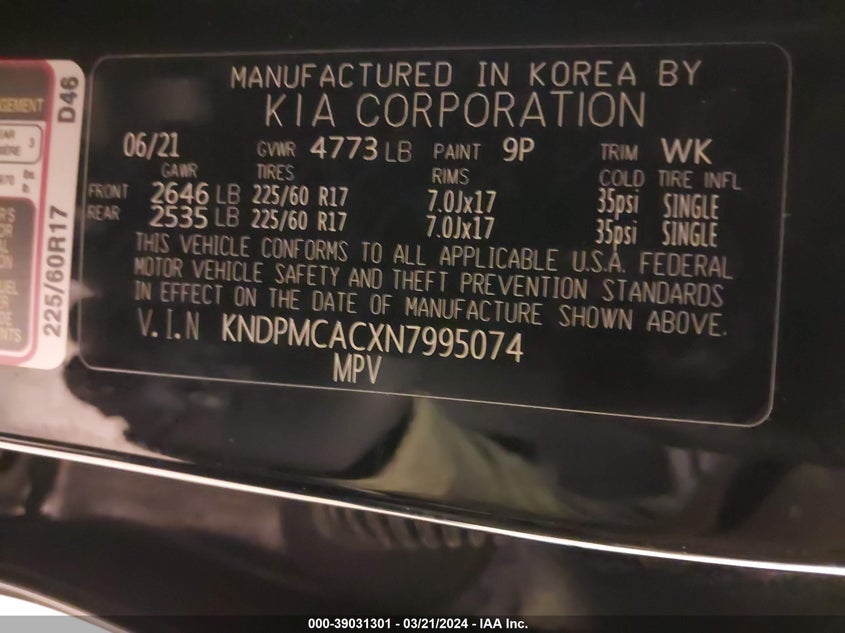 MANUFACTURED IN KOREA BY
KIA CORPORATION
06/21 GVWR 4773 LB PAINT 9P TRIM WK
GAWR TIRES RIMS COLD TIRE INFL
FRONT 2646 LB 225/60 R17 7.0Jx17 35psi SINGLE
REAR 2535 LB 225/60 R17 7.0Jx17 35psi SINGLE
THIS VEHICLE CONFORMS TO ALL APPLICABLE U.S.A. FEDERAL
MOTOR VEHICLE SAFETY AND THEFT PREVENTION STANDARDS
IN EFFECT ON THE DATE OF MANUFACTURE SHOWN ABOVE.
V.I.N KNDPMCACXN7995074
MPV
D46
225/60R17
3
000-39031301 - 03/21/2024 - IAA Inc.